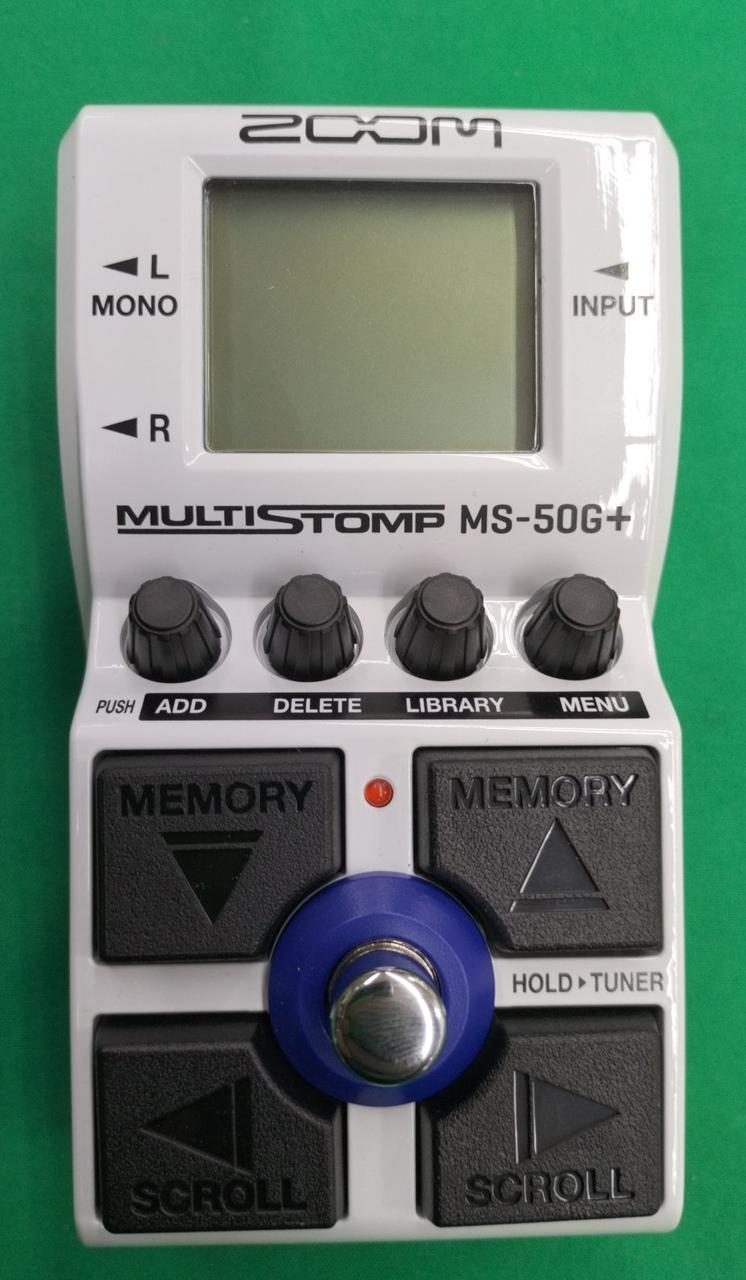 ZOOM
◀ L
MONO
◀ INPUT
◀ R
MULTISTOMP MS-50G+
PUSH ADD DELETE LIBRARY MENU
MEMORY
MEMORY
HOLD ▶ TUNER
SCROLL
SCROLL